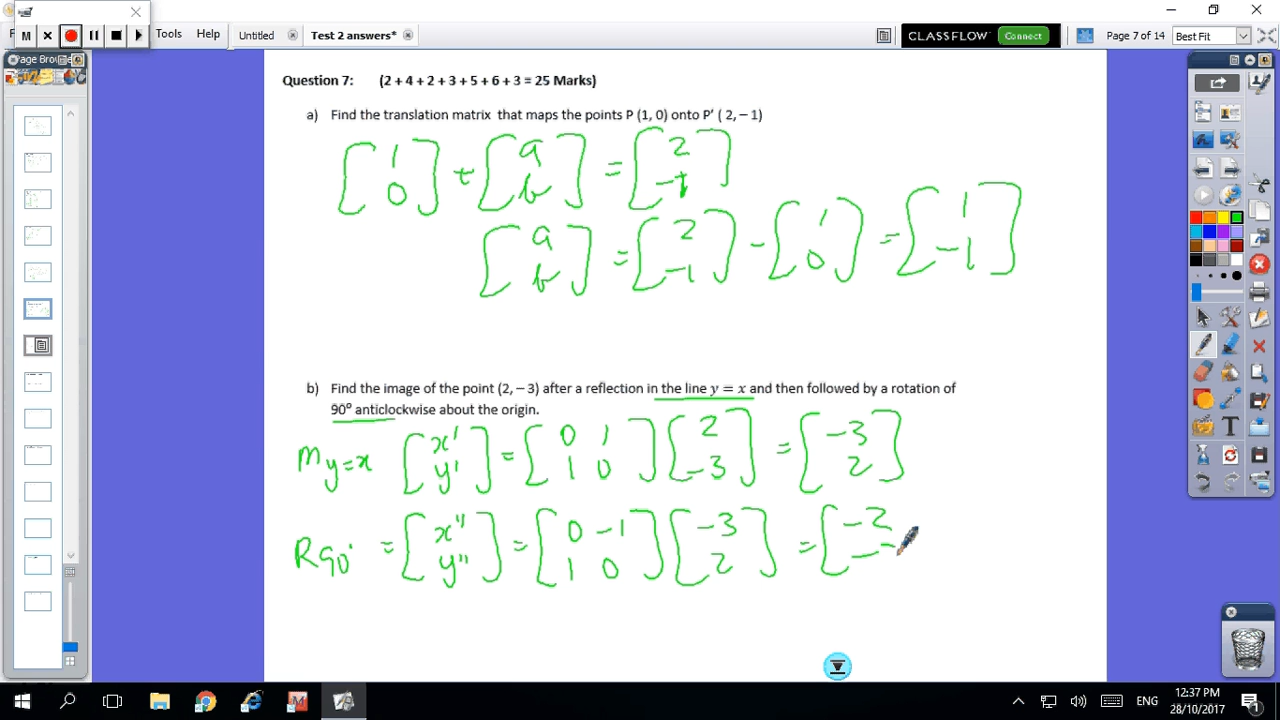 Tools Help Untitled Test 2 answers* CLASSFLOW Connect Page 7 of 14 Best Fit
M
Page Brow
Question 7: (2 + 4 + 2 + 3 + 5 + 6 + 3 = 25 Marks)
a) Find the translation matrix that maps the points P (1, 0) onto P′ ( 2, – 1)
[1 0] + [a b] = [2 -1]
[a b] = [2 -1] - [1 0] = [1 -1]
b) Find the image of the point (2, – 3) after a reflection in the line y = x and then followed by a rotation of
90⁰ anticlockwise about the origin.
M y=x [x' y'] = [0 1 1 0] [2 -3] = [-3 2]
R90° = [x" y"] = [0 -1 1 0] [-3 2] = [-2
T
ENG 12:37 PM
28/10/2017 1